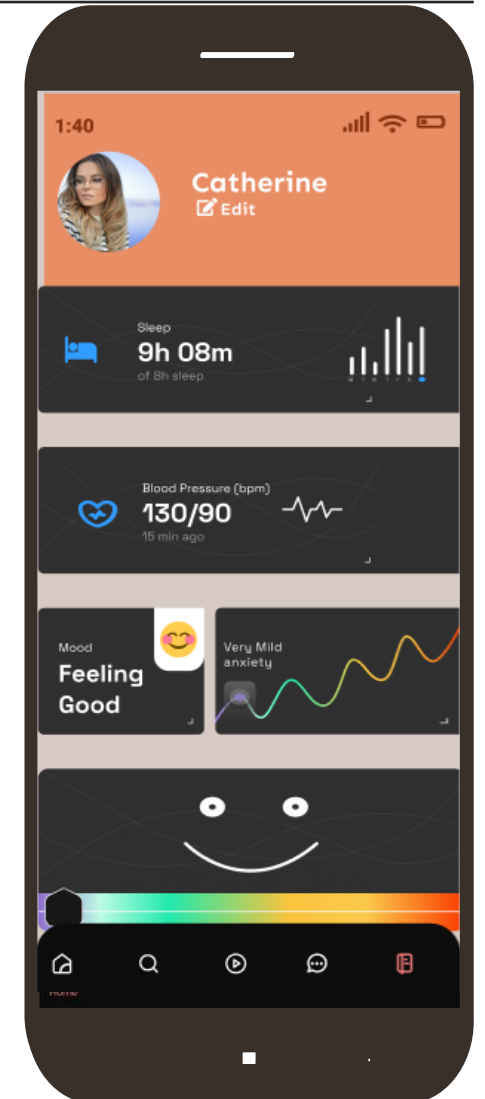 1:40
Catherine
Edit
Sleep
9h 08m
of 8h sleep
Blood Pressure (bpm)
130/90
15 min ago
Mood
Feeling
Good
Very Mild
anxiety
Home